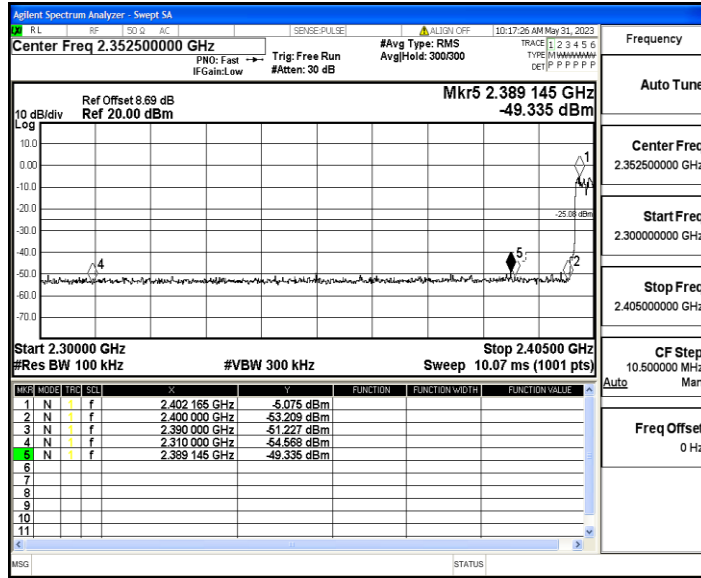 Agilent Spectrum Analyzer - Swept SA
RL RF 50 Ω AC SENSE:PULSE ALIGN OFF 10:17:26 AM May 31, 2023
Center Freq 2.352500000 GHz
PNO: Fast
IFGain:Low
Trig: Free Run
#Atten: 30 dB
#Avg Type: RMS
Avg|Hold: 300/300
TRACE 1 2 3 4 5 6
TYPE M
DET P P P P P P
Frequency
Mkr5 2.389 145 GHz
-49.335 dBm
Ref Offset 8.69 dB
10 dB/div Ref 20.00 dBm
Log
10.0
0.00
-10.0
-20.0
-30.0
-40.0
-50.0
-60.0
-70.0
1
-25.08 dBm
4
5
2
Start 2.30000 GHz
Stop 2.40500 GHz
#Res BW 100 kHz #VBW 300 kHz Sweep 10.07 ms (1001 pts)
MKR MODE TRC SCL X Y FUNCTION FUNCTION WIDTH FUNCTION VALUE
1 N 1 f 2.402 165 GHz -5.075 dBm
2 N 1 f 2.400 000 GHz -53.209 dBm
3 N 1 f 2.390 000 GHz -51.227 dBm
4 N 1 f 2.310 000 GHz -54.568 dBm
5 N 1 f 2.389 145 GHz -49.335 dBm
6
7
8
9
10
11
MSG STATUS
Auto Tune
Center Freq
2.352500000 GHz
Start Freq
2.300000000 GHz
Stop Freq
2.405000000 GHz
CF Step
10.500000 MHz
Auto Man
Freq Offset
0 Hz